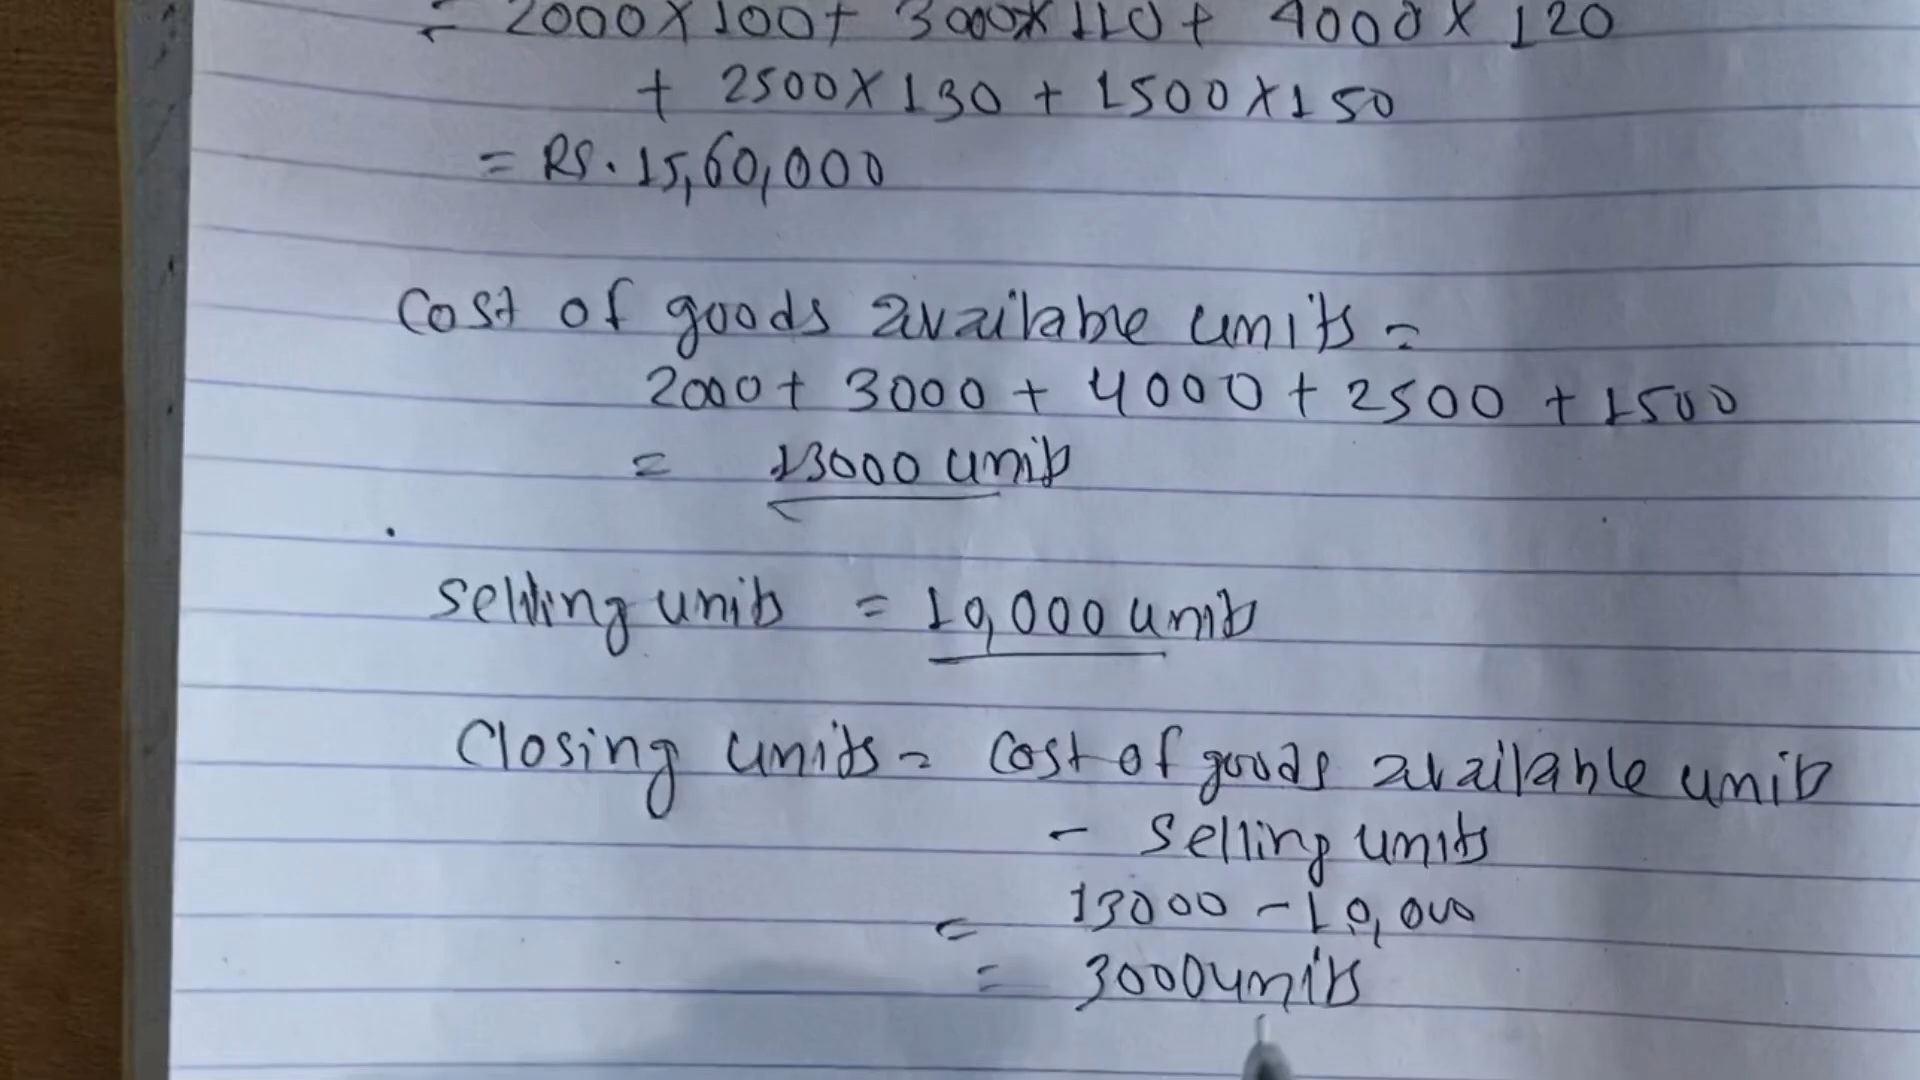 = 2000 X 100 + 3000 X 110 + 4000 X 120
+ 2500 X 130 + 1500 X 150
= RS. 15,60,000
Cost of goods available units =
2000 + 3000 + 4000 + 2500 + 1500
= 13000 units
Selling units = 10,000 units
Closing units = Cost of goods available units
- Selling units
= 13000 - 10,000
= 3000 units